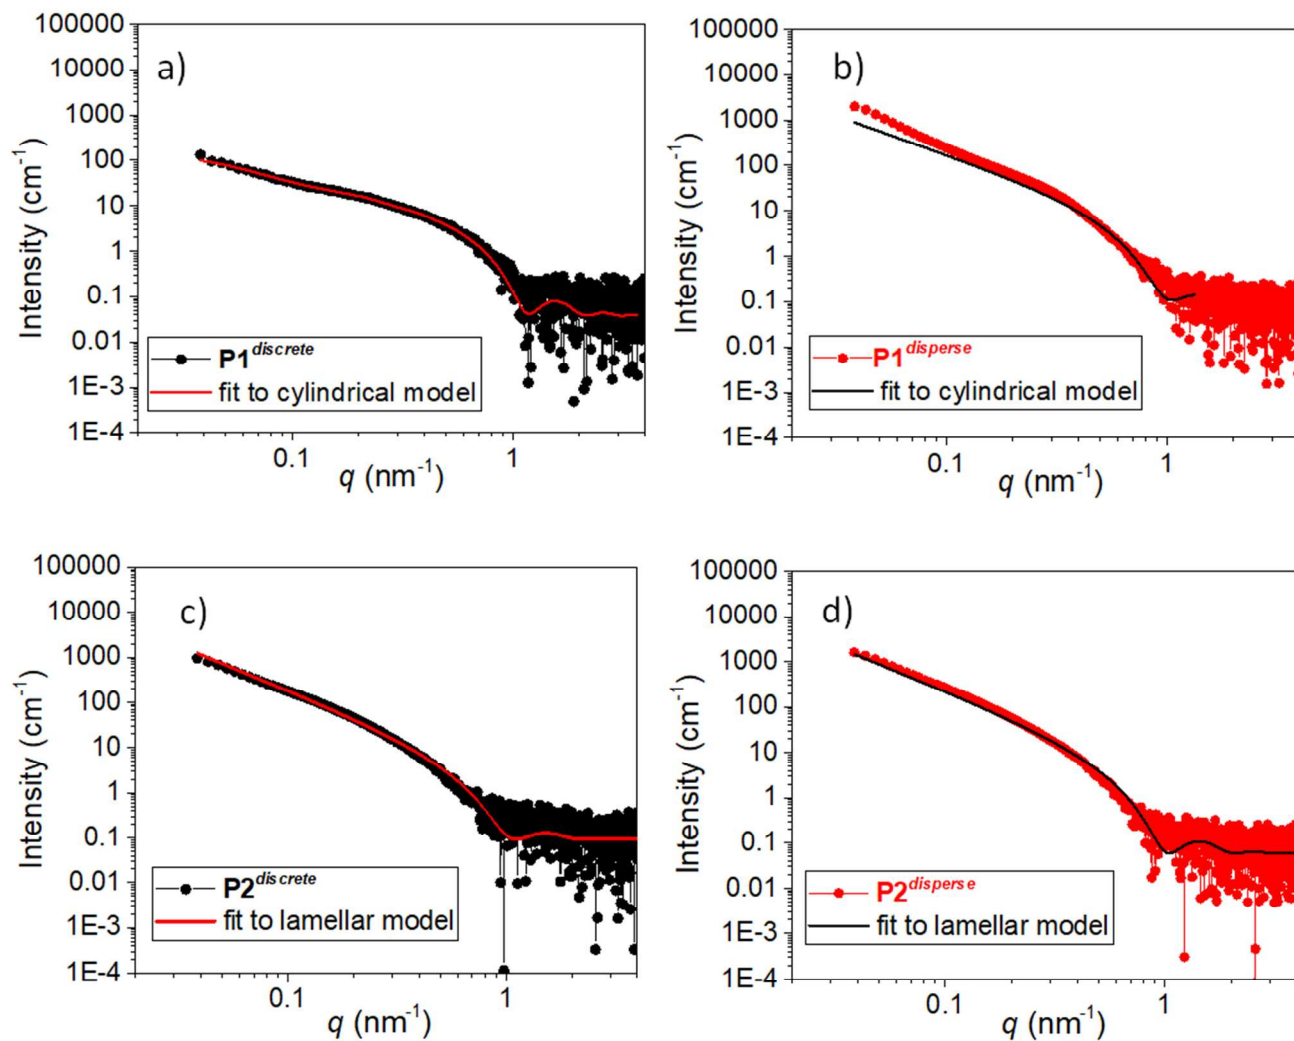 a)
Intensity (cm⁻¹)
100000
10000
1000
100
10
1
0.1
0.01
1E-3
1E-4
P1ᵈⁱˢᶜʳᵉᵗᵉ
fit to cylindrical model
0.1 1
q (nm⁻¹)
b)
Intensity (cm⁻¹)
100000
10000
1000
100
10
1
0.1
0.01
1E-3
1E-4
P1ᵈⁱˢᵖᵉʳˢᵉ
fit to cylindrical model
0.1 1
q (nm⁻¹)
c)
Intensity (cm⁻¹)
100000
10000
1000
100
10
1
0.1
0.01
1E-3
1E-4
P2ᵈⁱˢᶜʳᵉᵗᵉ
fit to lamellar model
0.1 1
q (nm⁻¹)
d)
Intensity (cm⁻¹)
100000
10000
1000
100
10
1
0.1
0.01
1E-3
1E-4
P2ᵈⁱˢᵖᵉʳˢᵉ
fit to lamellar model
0.1 1
q (nm⁻¹)